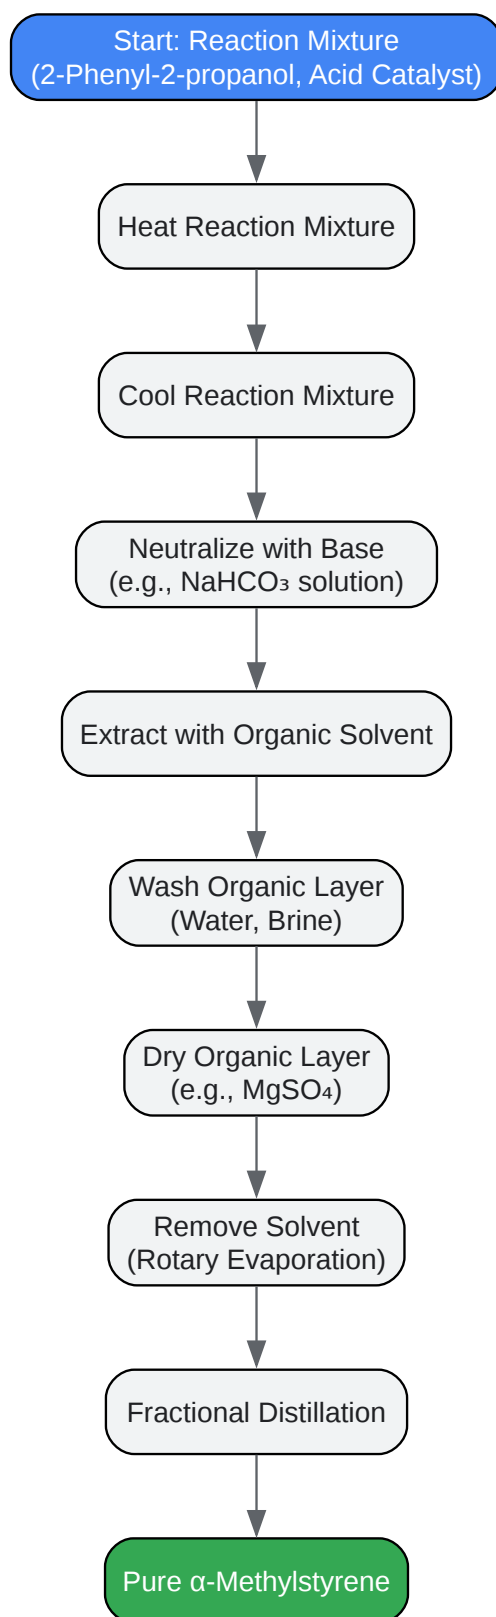 Start: Reaction Mixture
(2-Phenyl-2-propanol, Acid Catalyst)
Heat Reaction Mixture
Cool Reaction Mixture
Neutralize with Base
(e.g., NaHCO₃ solution)
Extract with Organic Solvent
Wash Organic Layer
(Water, Brine)
Dry Organic Layer
(e.g., MgSO₄)
Remove Solvent
(Rotary Evaporation)
Fractional Distillation
Pure α-Methylstyrene